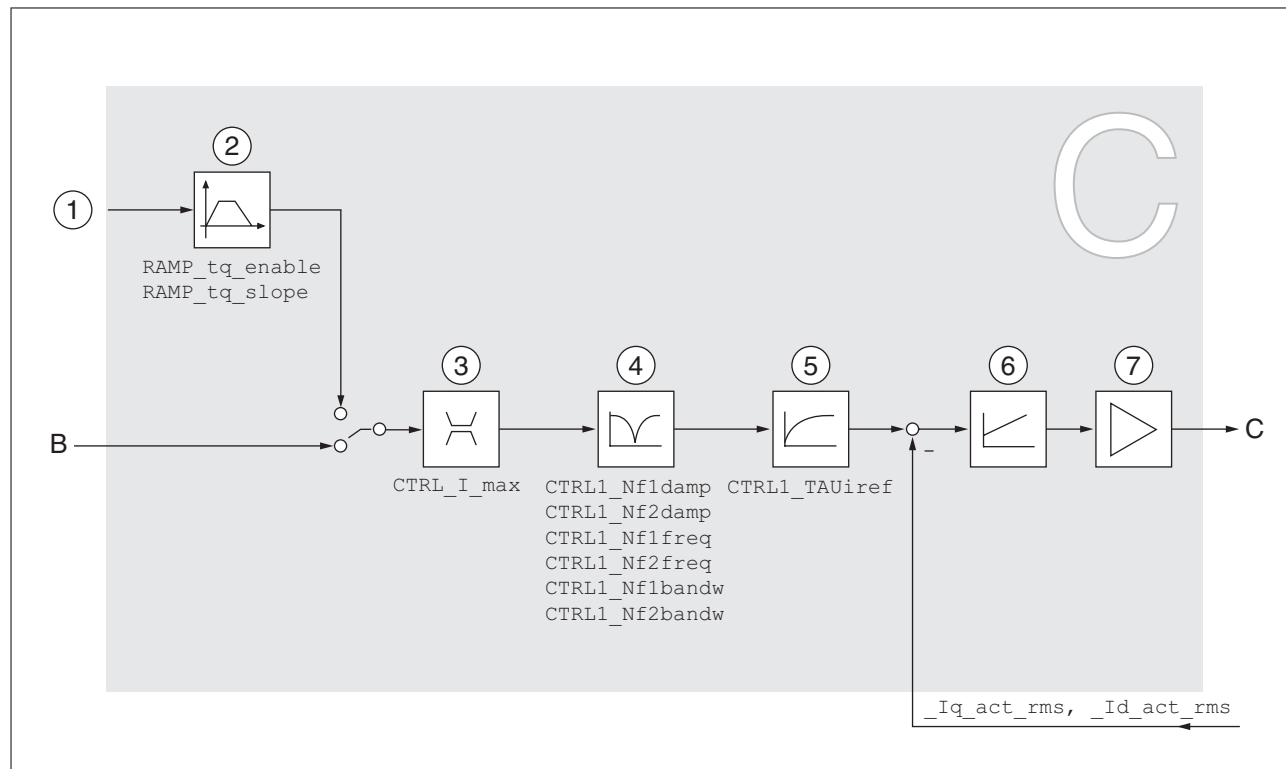 C
2
1
RAMP_tq_enable
RAMP_tq_slope
3
4
5
6
7
B
C
CTRL_I_max
CTRL1_Nf1damp
CTRL1_Nf2damp
CTRL1_Nf1freq
CTRL1_Nf2freq
CTRL1_Nf1bandw
CTRL1_Nf2bandw
CTRL1_TAUiref
–
_Iq_act_rms, _Id_act_rms